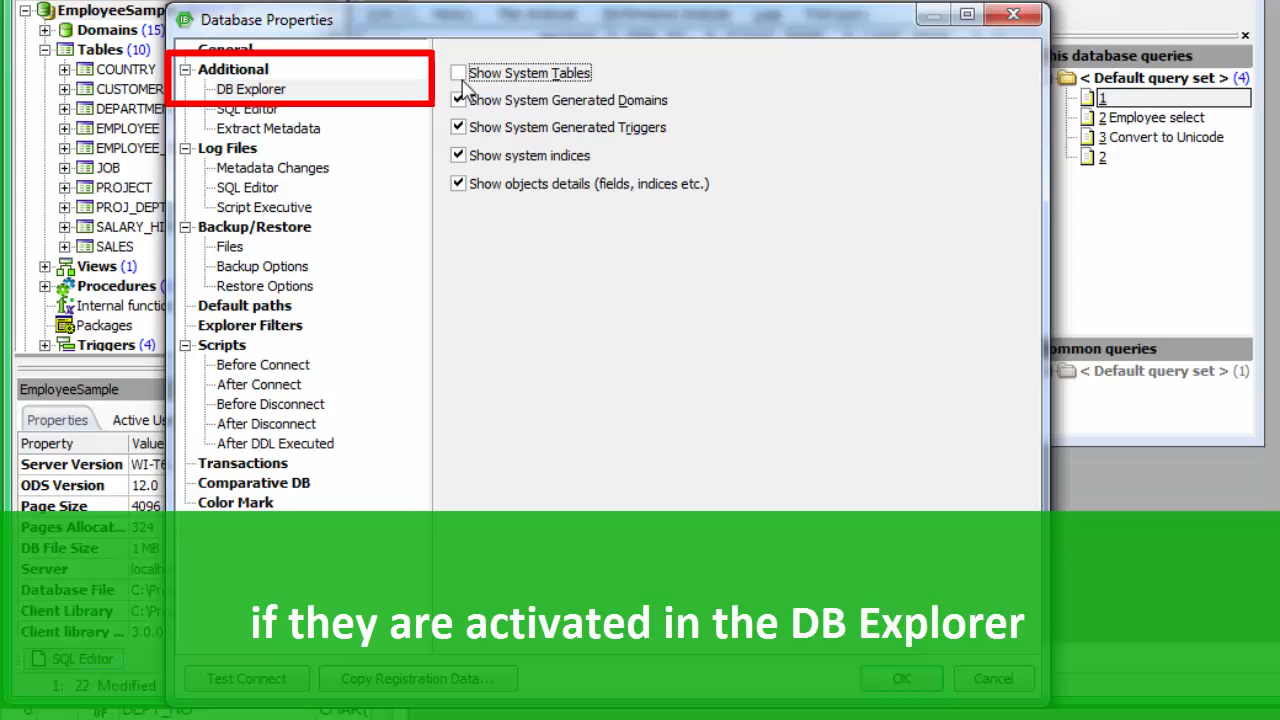 EmployeeSamp
Domains (15)
Tables (10)
COUNTRY
CUSTOMER
DEPARTMEN
EMPLOYEE
EMPLOYEE_
JOB
PROJECT
PROJ_DEPT
SALARY_HI
SALES
Views (1)
Procedures
Internal functio
Packages
Triggers (4)
EmployeeSample
Properties
Active Us
Property
Value
Server Version
WI-T6
ODS Version
12.0
Page Size
4096
Pages Allocat...
324
DB File Size
1 MB
Server
localh
Database File
C:\Pr
Client Library
C:\Pro
Client library ...
3.0.0
SQL Editor
1: 22: Modified
DEPT_NO
CHAR(
Database Properties
General
Additional
DB Explorer
SQL Editor
Extract Metadata
Log Files
Metadata Changes
SQL Editor
Script Executive
Backup/Restore
Files
Backup Options
Restore Options
Default paths
Explorer Filters
Scripts
Before Connect
After Connect
Before Disconnect
After Disconnect
After DDL Executed
Transactions
Comparative DB
Color Mark
Show System Tables
Show System Generated Domains
Show System Generated Triggers
Show system indices
Show objects details (fields, indices etc.)
Test Connect
Copy Registration Data...
OK
Cancel
his database queries
< Default query set > (4)
1
2 Employee select
3 Convert to Unicode
2
ommon queries
< Default query set > (1)
if they are activated in the DB Explorer